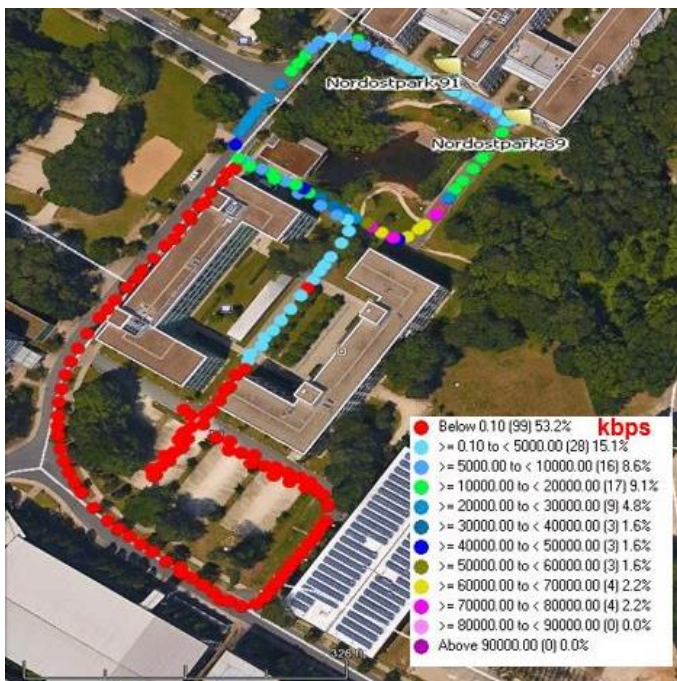 Nordostpark 91
Nordostpark 89
Below 0.10 (99) 53.2% kbps
>= 0.10 to < 5000.00 (28) 15.1%
>= 5000.00 to < 10000.00 (16) 8.6%
>= 10000.00 to < 20000.00 (17) 9.1%
>= 20000.00 to < 30000.00 (9) 4.8%
>= 30000.00 to < 40000.00 (3) 1.6%
>= 40000.00 to < 50000.00 (3) 1.6%
>= 50000.00 to < 60000.00 (3) 1.6%
>= 60000.00 to < 70000.00 (4) 2.2%
>= 70000.00 to < 80000.00 (4) 2.2%
>= 80000.00 to < 90000.00 (0) 0.0%
Above 90000.00 (0) 0.0%
326 ft